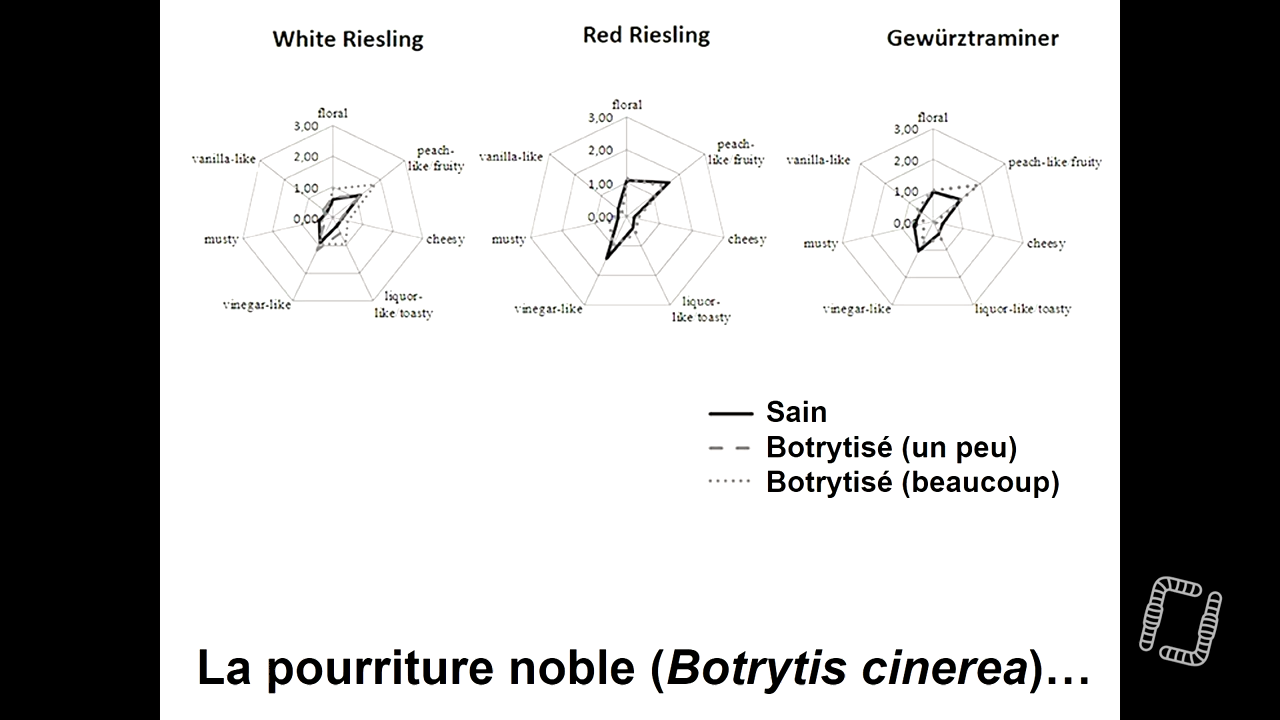 White Riesling
floral
3,00
2,00
1,00
0,00
vanilla-like
peach-
like/fruity
musty
cheesy
vinegar-like
liquor-
like/toasty
Red Riesling
floral
3,00
2,00
1,00
0,00
vanilla-like
peach-
like/fruity
musty
cheesy
vinegar-like
liquor-
like toasty
Gewürztraminer
floral
3,00
2,00
1,00
0,00
vanilla-like
peach-like fruity
musty
cheesy
vinegar-like
liquor-like toasty
Sain
Botrytisé (un peu)
Botrytisé (beaucoup)
La pourriture noble (Botrytis cinerea)…